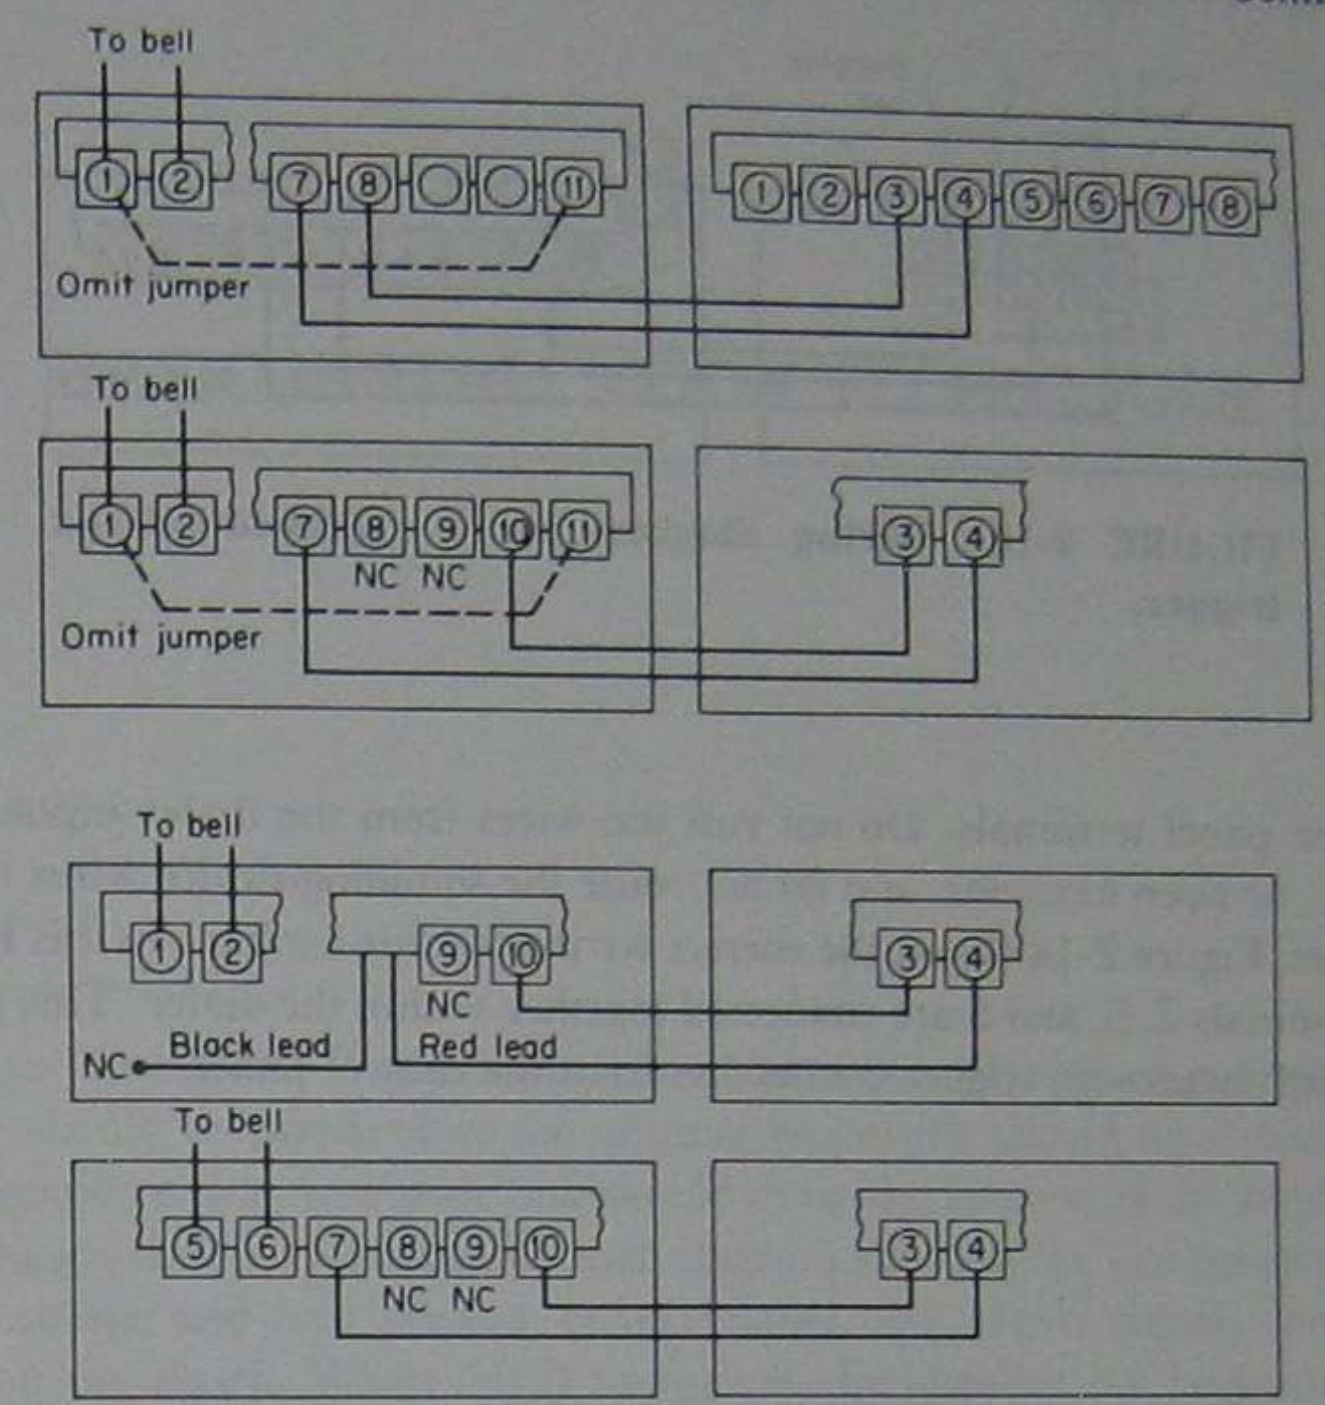 To bell
1 2 7 8 11 1 2 3 4 5 6 7 8
Omit jumper
To bell
1 2 7 8 9 10 11 3 4
NC NC
Omit jumper
To bell
1 2 9 10 3 4
NC
Black lead Red lead
NC
To bell
5 6 7 8 9 10 3 4
NC NC